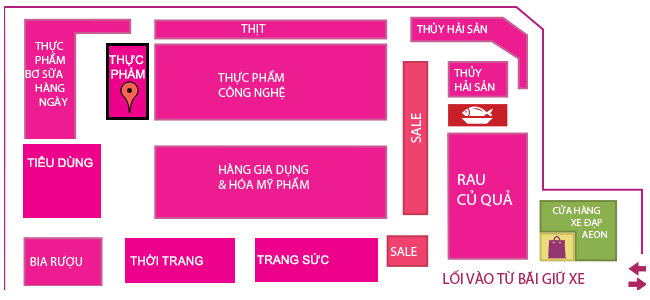 THỊT
THỦY HẢI SẢN
THỰC
PHẨM
BƠ SỮA
HÀNG
NGÀY
THỰC
PHẨM
THỰC PHẨM
CÔNG NGHỆ
THỦY
HẢI SẢN
SALE
TIÊU DÙNG
HÀNG GIA DỤNG
& HÓA MỸ PHẨM
RAU
CỦ QUẢ
CỬA HÀNG
XE ĐẠP
AEON
BIA RƯỢU
THỜI TRANG
TRANG SỨC
SALE
LỐI VÀO TỪ BÃI GIỮ XE